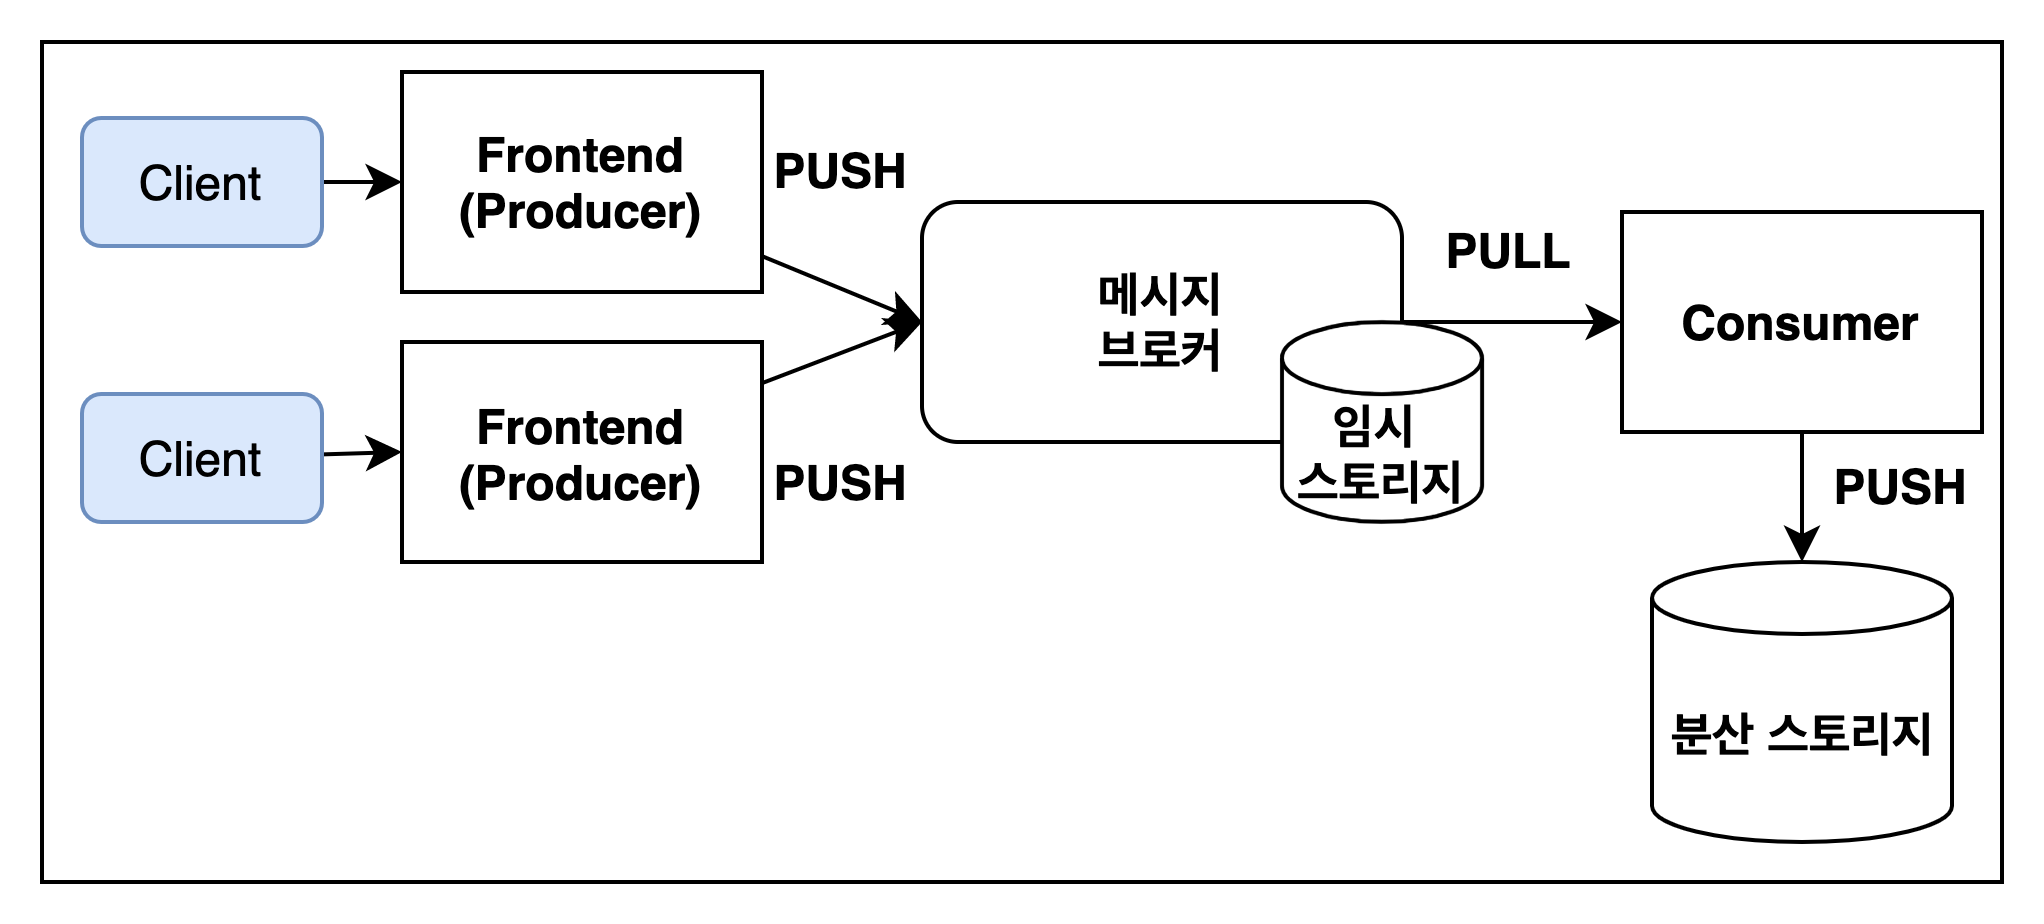 Client
Frontend
(Producer)
PUSH
Client
Frontend
(Producer)
PUSH
메시지
브로커
임시
스토리지
PULL
Consumer
PUSH
분산 스토리지